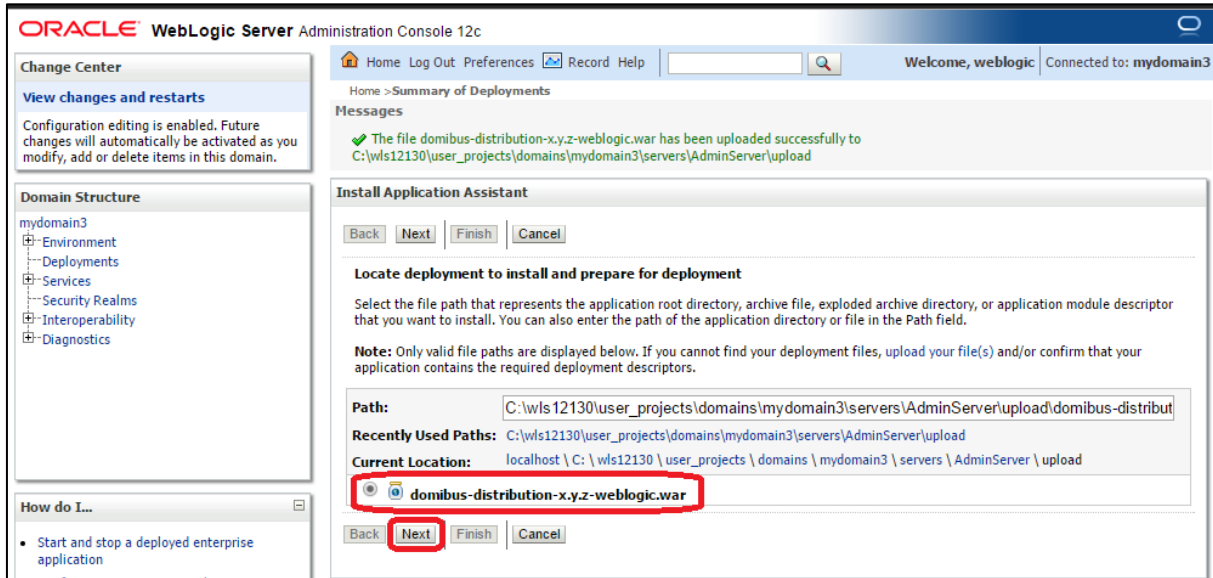 ORACLE WebLogic Server Administration Console 12c
Change Center
View changes and restarts
Configuration editing is enabled. Future
changes will automatically be activated as you
modify, add or delete items in this domain.
Domain Structure
mydomain3
Environment
Deployments
Services
Security Realms
Interoperability
Diagnostics
How do I...
Start and stop a deployed enterprise
application
Home Log Out Preferences Record Help
Welcome, weblogic Connected to: mydomain3
Home >Summary of Deployments
Messages
The file domibus-distribution-x.y.z-weblogic.war has been uploaded successfully to
C:\wls12130\user_projects\domains\mydomain3\servers\AdminServer\upload
Install Application Assistant
Back Next Finish Cancel
Locate deployment to install and prepare for deployment
Select the file path that represents the application root directory, archive file, exploded archive directory, or application module descriptor
that you want to install. You can also enter the path of the application directory or file in the Path field.
Note: Only valid file paths are displayed below. If you cannot find your deployment files, upload your file(s) and/or confirm that your
application contains the required deployment descriptors.
Path: C:\wls12130\user_projects\domains\mydomain3\servers\AdminServer\upload\domibus-distribut
Recently Used Paths: C:\wls12130\user_projects\domains\mydomain3\servers\AdminServer\upload
Current Location: localhost \ C: \ wls12130 \ user_projects \ domains \ mydomain3 \ servers \ AdminServer \ upload
domibus-distribution-x.y.z-weblogic.war
Back Next Finish Cancel